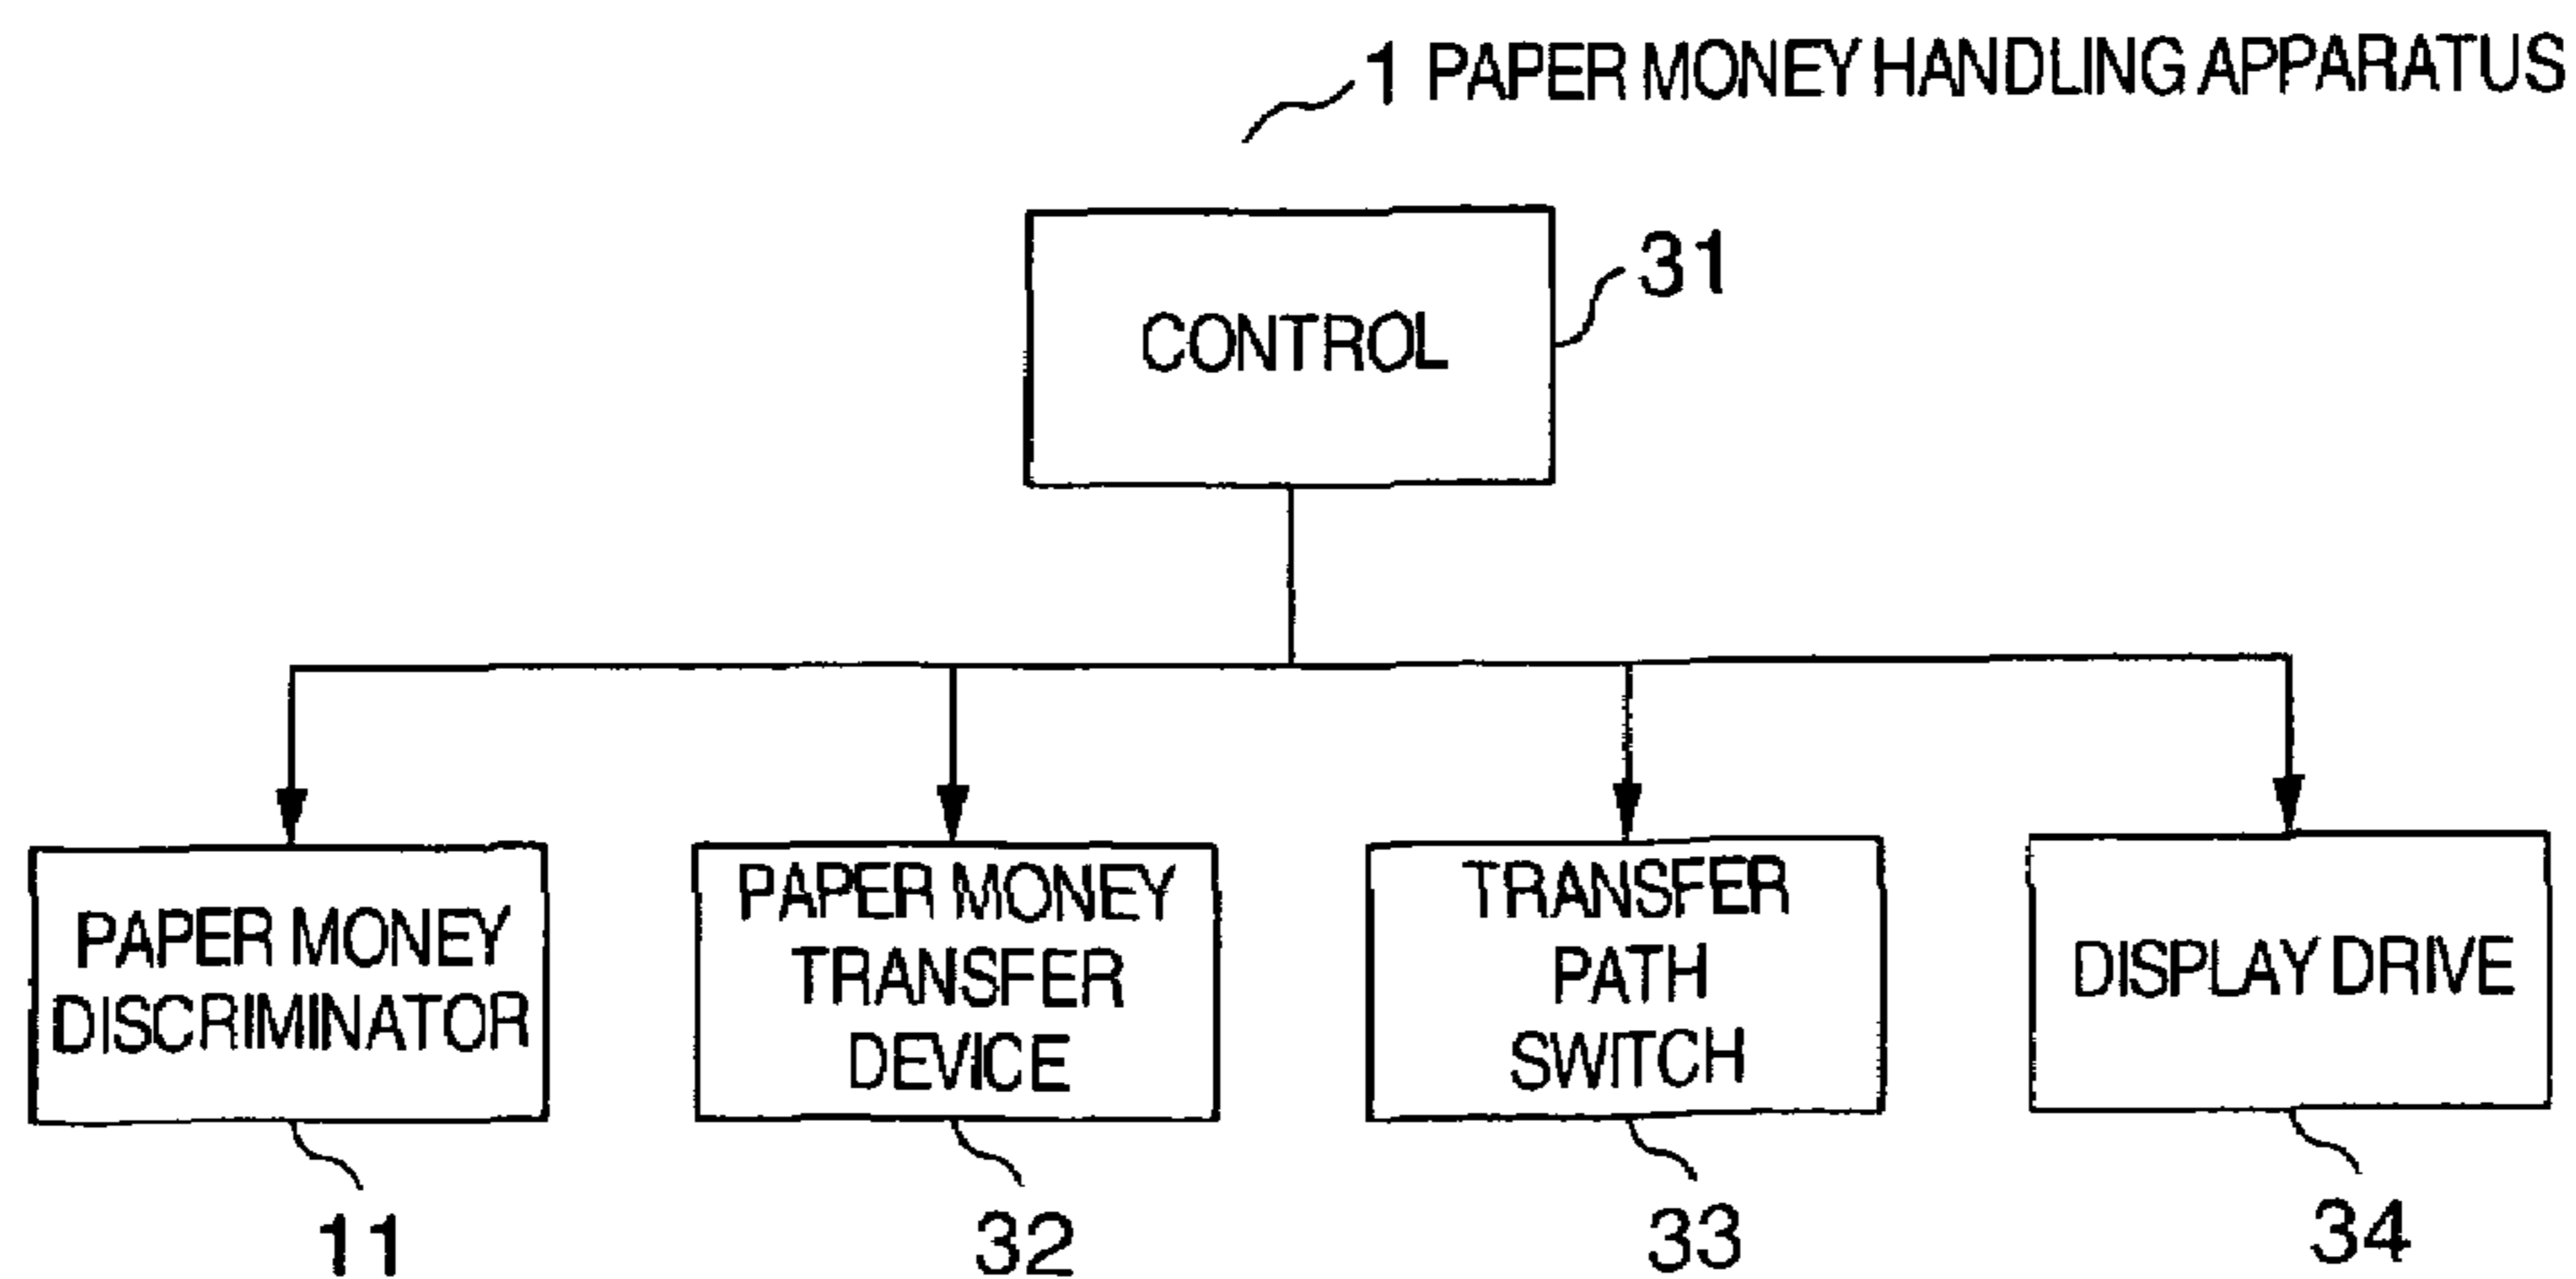 1 PAPER MONEY HANDLING APPARATUS
CONTROL
31
PAPER MONEY
DISCRIMINATOR
PAPER MONEY
TRANSFER
DEVICE
TRANSFER
PATH
SWITCH
DISPLAY DRIVE
11
32
33
34